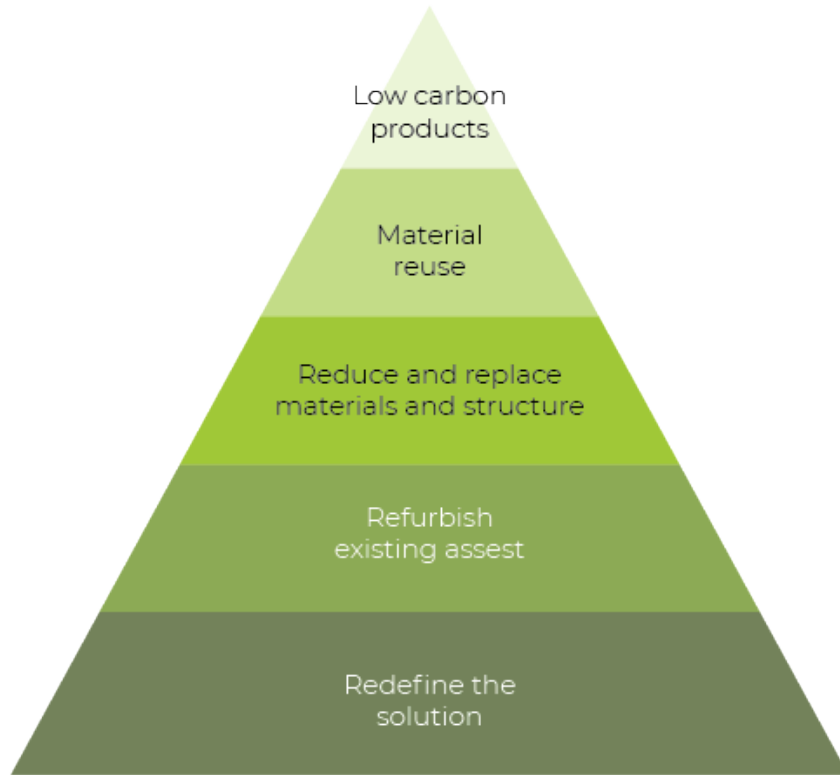 Low carbon
products
Material
reuse
Reduce and replace
materials and structure
Refurbish
existing assest
Redefine the
solution